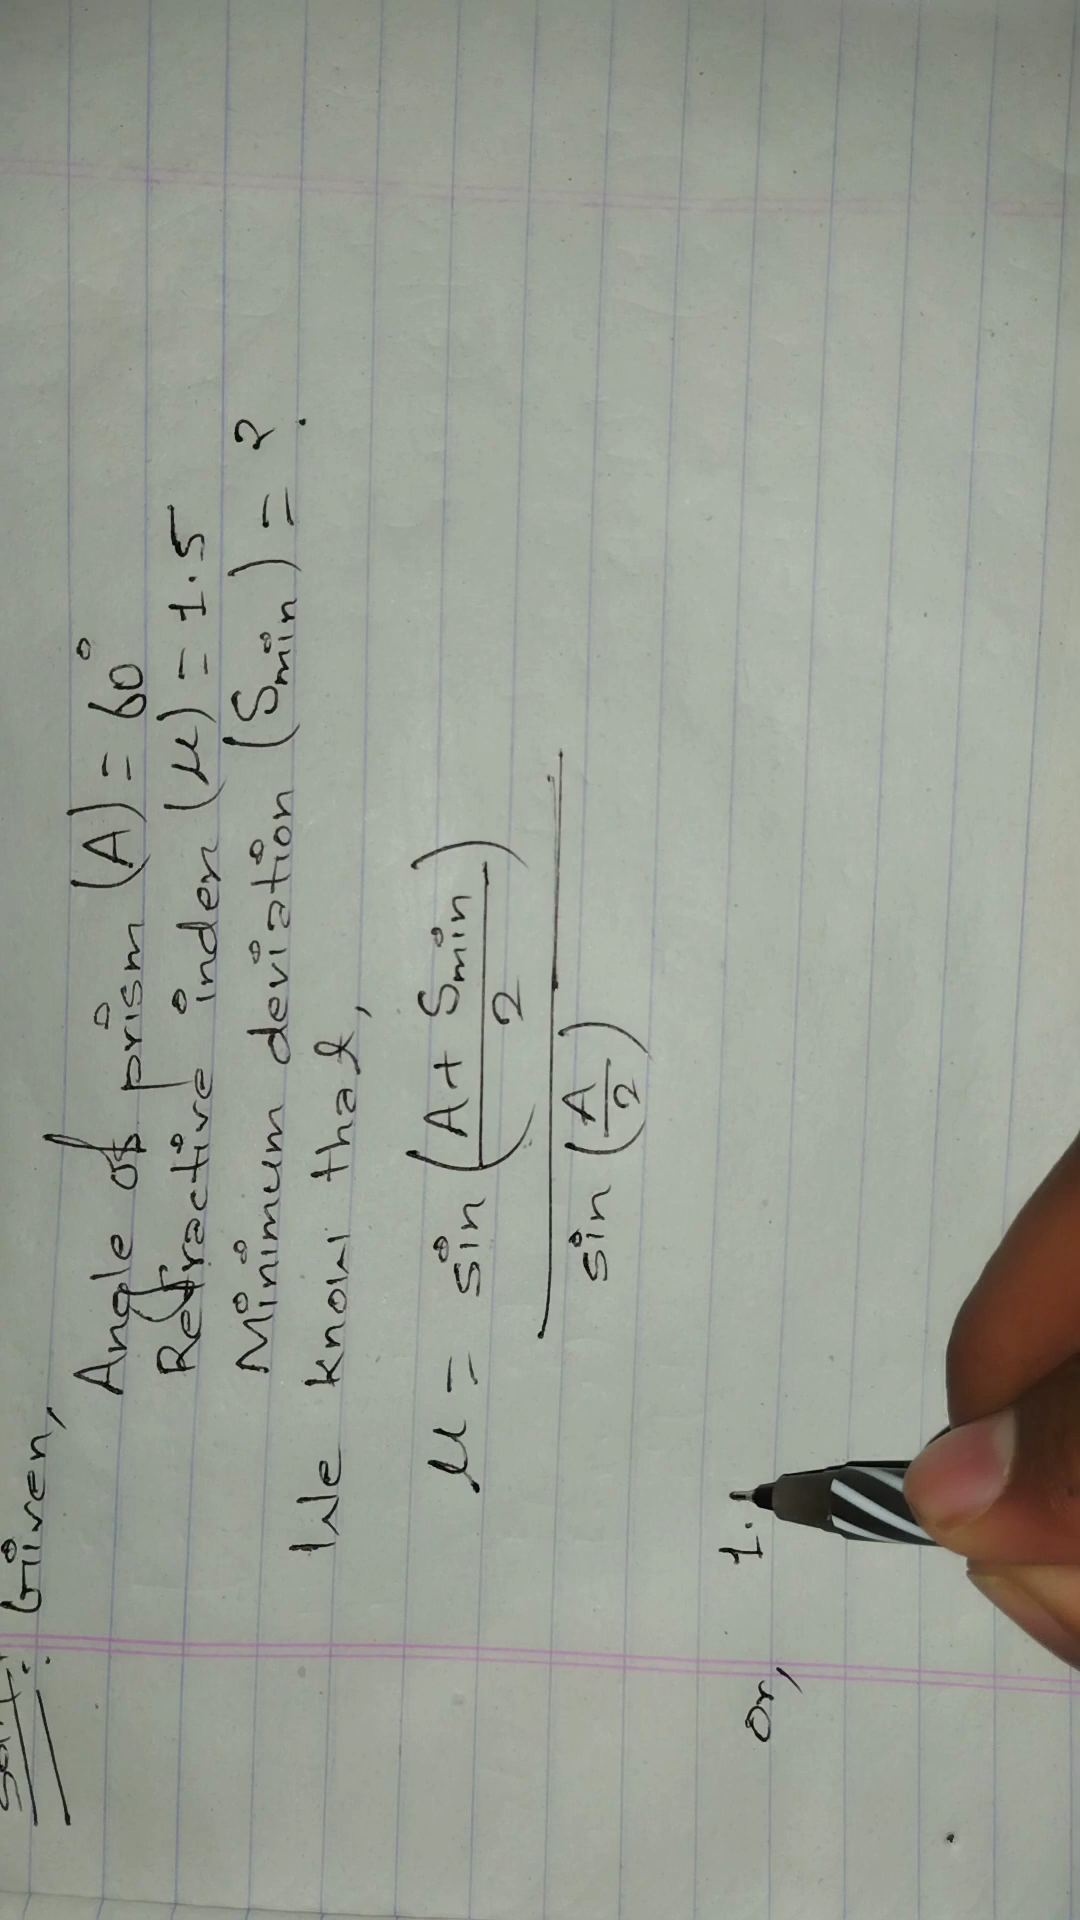 Solⁿ: Given,
Angle of prism (A) = 60°
Refractive index (μ) = 1.5
Minimum deviation (δmin) = ?
We know that,
μ = sin((A + δmin)/2)
sin(A/2)
or, 1.